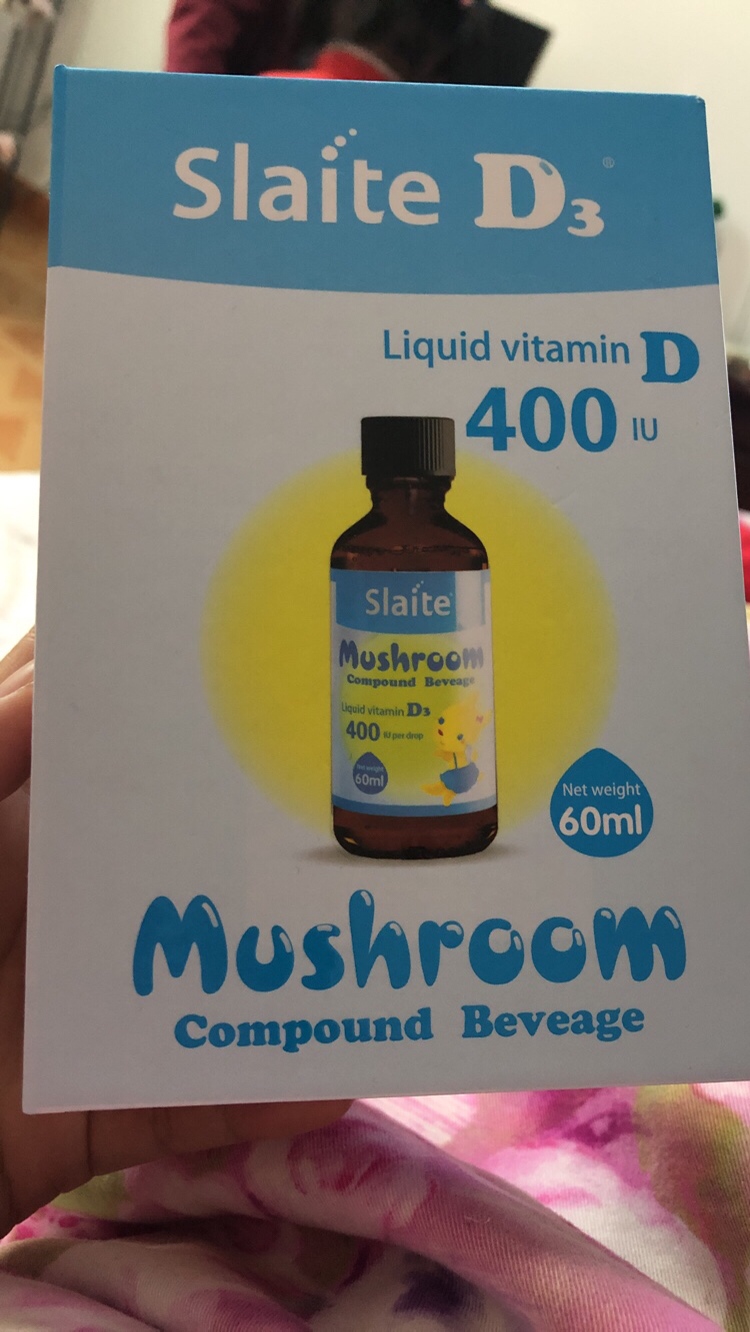 Slaite D3®
Liquid vitamin D
400 IU
Slaite
Mushroom
Compound Beveage
Liquid vitamin D3
400 IU per drop
Net weight
60ml
Net weight
60ml
Mushroom
Compound Beveage